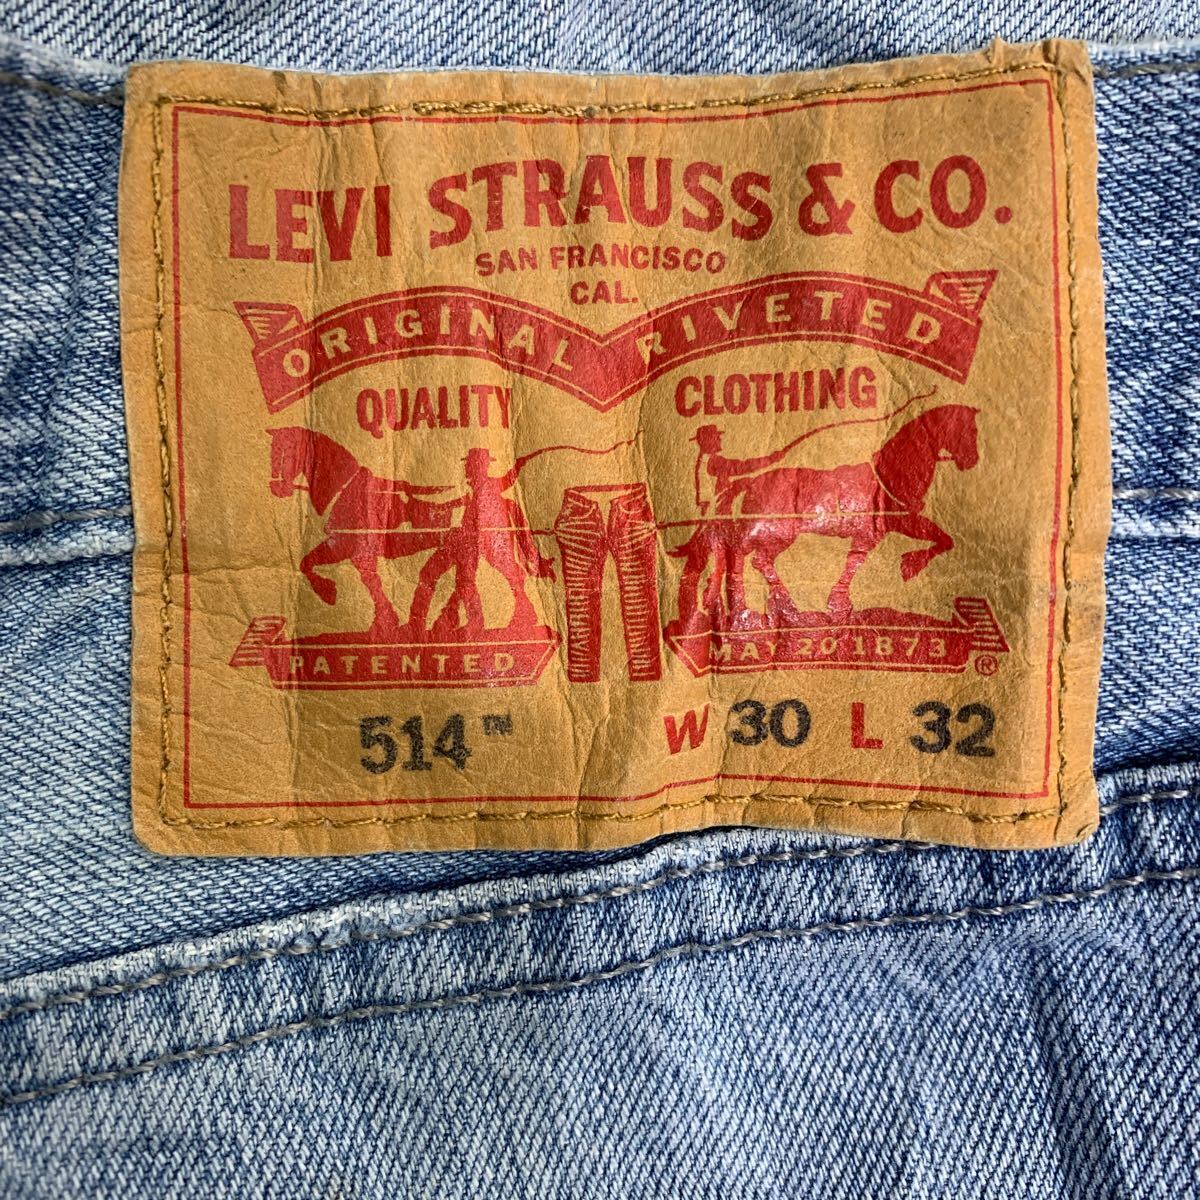 LEVI STRAUSS & CO.
SAN FRANCISCO
CAL.
ORIGINAL RIVETED
QUALITY CLOTHING
PATENTED MAY 20 1873 ®
514™ W 30 L 32